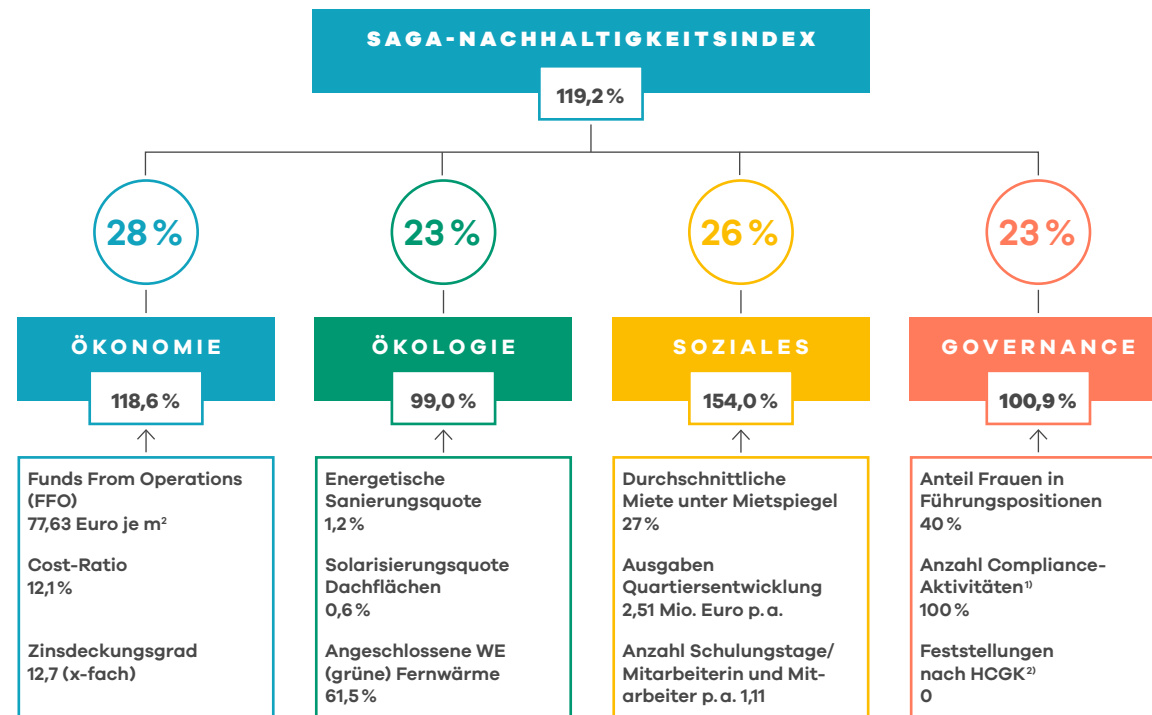 SAGA-NACHHALTIGKEITSINDEX
119,2 %
28 %
23 %
26 %
23 %
ÖKONOMIE
118,6 %
ÖKOLOGIE
99,0 %
SOZIALES
154,0 %
GOVERNANCE
100,9 %
Funds From Operations
(FFO)
77,63 Euro je m²
Cost-Ratio
12,1 %
Zinsdeckungsgrad
12,7 (x-fach)
Energetische
Sanierungsquote
1,2 %
Solarisierungsquote
Dachflächen
0,6 %
Angeschlossene WE
(grüne) Fernwärme
61,5 %
Durchschnittliche
Miete unter Mietspiegel
27 %
Ausgaben
Quartiersentwicklung
2,51 Mio. Euro p. a.
Anzahl Schulungstage/
Mitarbeiterin und Mit-
arbeiter p. a. 1,11
Anteil Frauen in
Führungspositionen
40 %
Anzahl Compliance-
Aktivitäten¹⁾
100 %
Feststellungen
nach HCGK²⁾
0